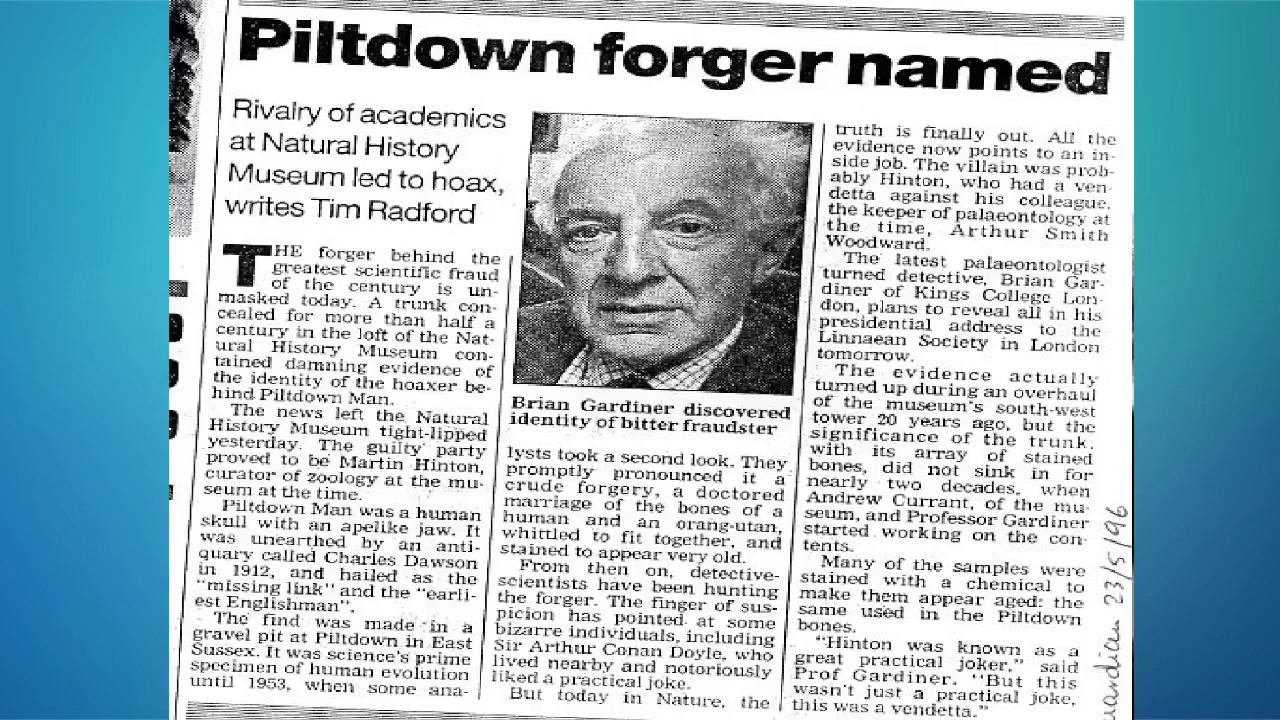 Piltdown forger named
Rivalry of academics
at Natural History
Museum led to hoax,
writes Tim Radford
THE forger behind the
greatest scientific fraud
of the century is un-
masked today. A trunk con-
cealed for more than half a
century in the loft of the Nat-
ural History Museum con-
tained damning evidence of
the identity of the hoaxer be-
hind Piltdown Man.
The news left the Natural
History Museum tight-lipped
yesterday. The guilty party
proved to be Martin Hinton,
curator of zoology at the mu-
seum at the time.
Piltdown Man was a human
skull with an apelike jaw. It
was unearthed by an anti-
quary called Charles Dawson
in 1912, and hailed as the
“missing link” and the “earli-
est Englishman”.
The find was made in a
gravel pit at Piltdown in East
Sussex. It was science's prime
specimen of human evolution
until 1953, when some ana-
Brian Gardiner discovered
identity of bitter fraudster
lysts took a second look. They
promptly pronounced it a
crude forgery, a doctored
marriage of the bones of a
human and an orang-utan,
whittled to fit together, and
stained to appear very old.
From then on, detective-
scientists have been hunting
the forger. The finger of sus-
picion has pointed at some
bizarre individuals, including
Sir Arthur Conan Doyle, who
lived nearby and notoriously
liked a practical joke.
But today in Nature, the
truth is finally out. All the
evidence now points to an in-
side job. The villain was prob-
ably Hinton, who had a ven-
detta against his colleague,
the keeper of palaeontology at
the time, Arthur Smith
Woodward.
The latest palaeontologist
turned detective, Brian Gar-
diner of Kings College Lon-
don, plans to reveal all in his
presidential address to the
Linnaean Society in London
tomorrow.
The evidence actually
turned up during an overhaul
of the museum's south-west
tower 20 years ago, but the
significance of the trunk,
with its array of stained
bones, did not sink in for
nearly two decades, when
Andrew Currant, of the mu-
seum, and Professor Gardiner
started working on the con-
tents.
Many of the samples were
stained with a chemical to
make them appear aged: the
same used in the Piltdown
bones.
“Hinton was known as a
great practical joker,” said
Prof Gardiner. “But this
wasn't just a practical joke,
this was a vendetta.”
23/5/96